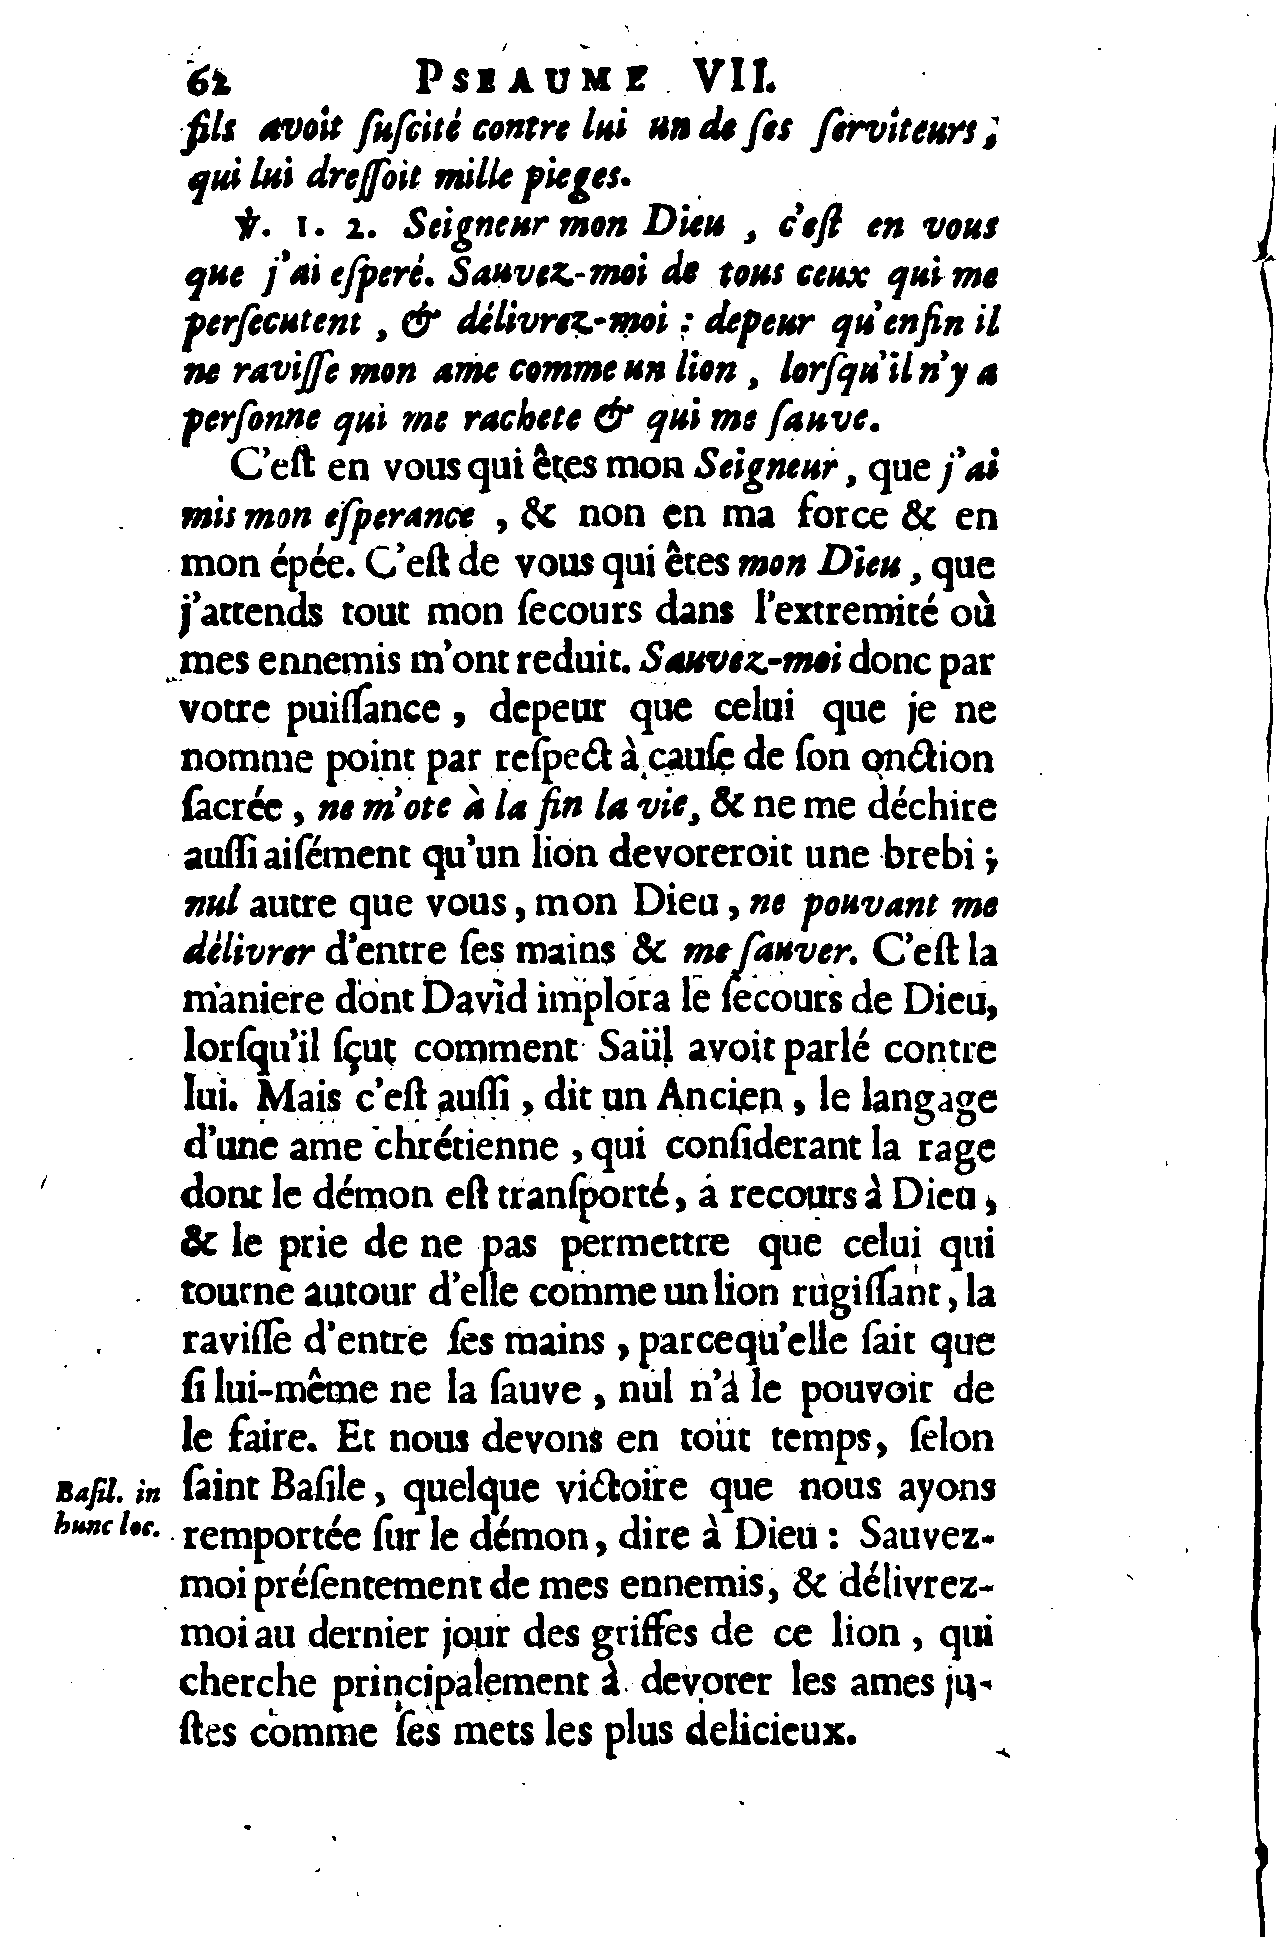 62 PSEAUME VII.
fils avoit ſuſcité contre lui un de ſes ſerviteurs ;
qui lui dreſſoit mille pieges.
℣. 1. 2. Seigneur mon Dieu , c'eſt en vous
que j'ai eſperé. Sauvez-moi de tous ceux qui me
perſecutent , & délivrez-moi ; depeur qu'enfin il
ne raviſſe mon ame comme un lion , lorſqu'il n'y a
perſonne qui me rachete & qui me ſauve.
C'eſt en vous qui êtes mon Seigneur , que j'ai
mis mon eſperance , & non en ma force & en
mon épée. C'eſt de vous qui êtes mon Dieu , que
j'attends tout mon ſecours dans l'extremité où
mes ennemis m'ont reduit. Sauvez-moi donc par
votre puiſſance , depeur que celui que je ne
nomme point par reſpect à cauſe de ſon onction
ſacrée , ne m'ote à la fin la vie, & ne me déchire
auſſi aiſément qu'un lion devoreroit une brebi ;
nul autre que vous , mon Dieu , ne pouvant me
délivrer d'entre ſes mains & me ſauver. C'eſt la
maniere dont David implora le ſecours de Dieu,
lorſqu'il ſçut comment Saül avoit parlé contre
lui. Mais c'eſt auſſi , dit un Ancien , le langage
d'une ame chrétienne , qui conſiderant la rage
dont le démon eſt tranſporté, a recours à Dieu ,
& le prie de ne pas permettre que celui qui
tourne autour d'elle comme un lion rugiſſant , la
raviſſe d'entre ſes mains , parcequ'elle ſait que
ſi lui-même ne la ſauve , nul n'a le pouvoir de
le faire. Et nous devons en tout temps, ſelon
Baſil. in
hunc loc.
ſaint Baſile , quelque victoire que nous ayons
remportée ſur le démon , dire à Dieu : Sauvez-
moi préſentement de mes ennemis, & délivrez-
moi au dernier jour des griffes de ce lion , qui
cherche principalement à devorer les ames ju-
ſtes comme ſes mets les plus delicieux.